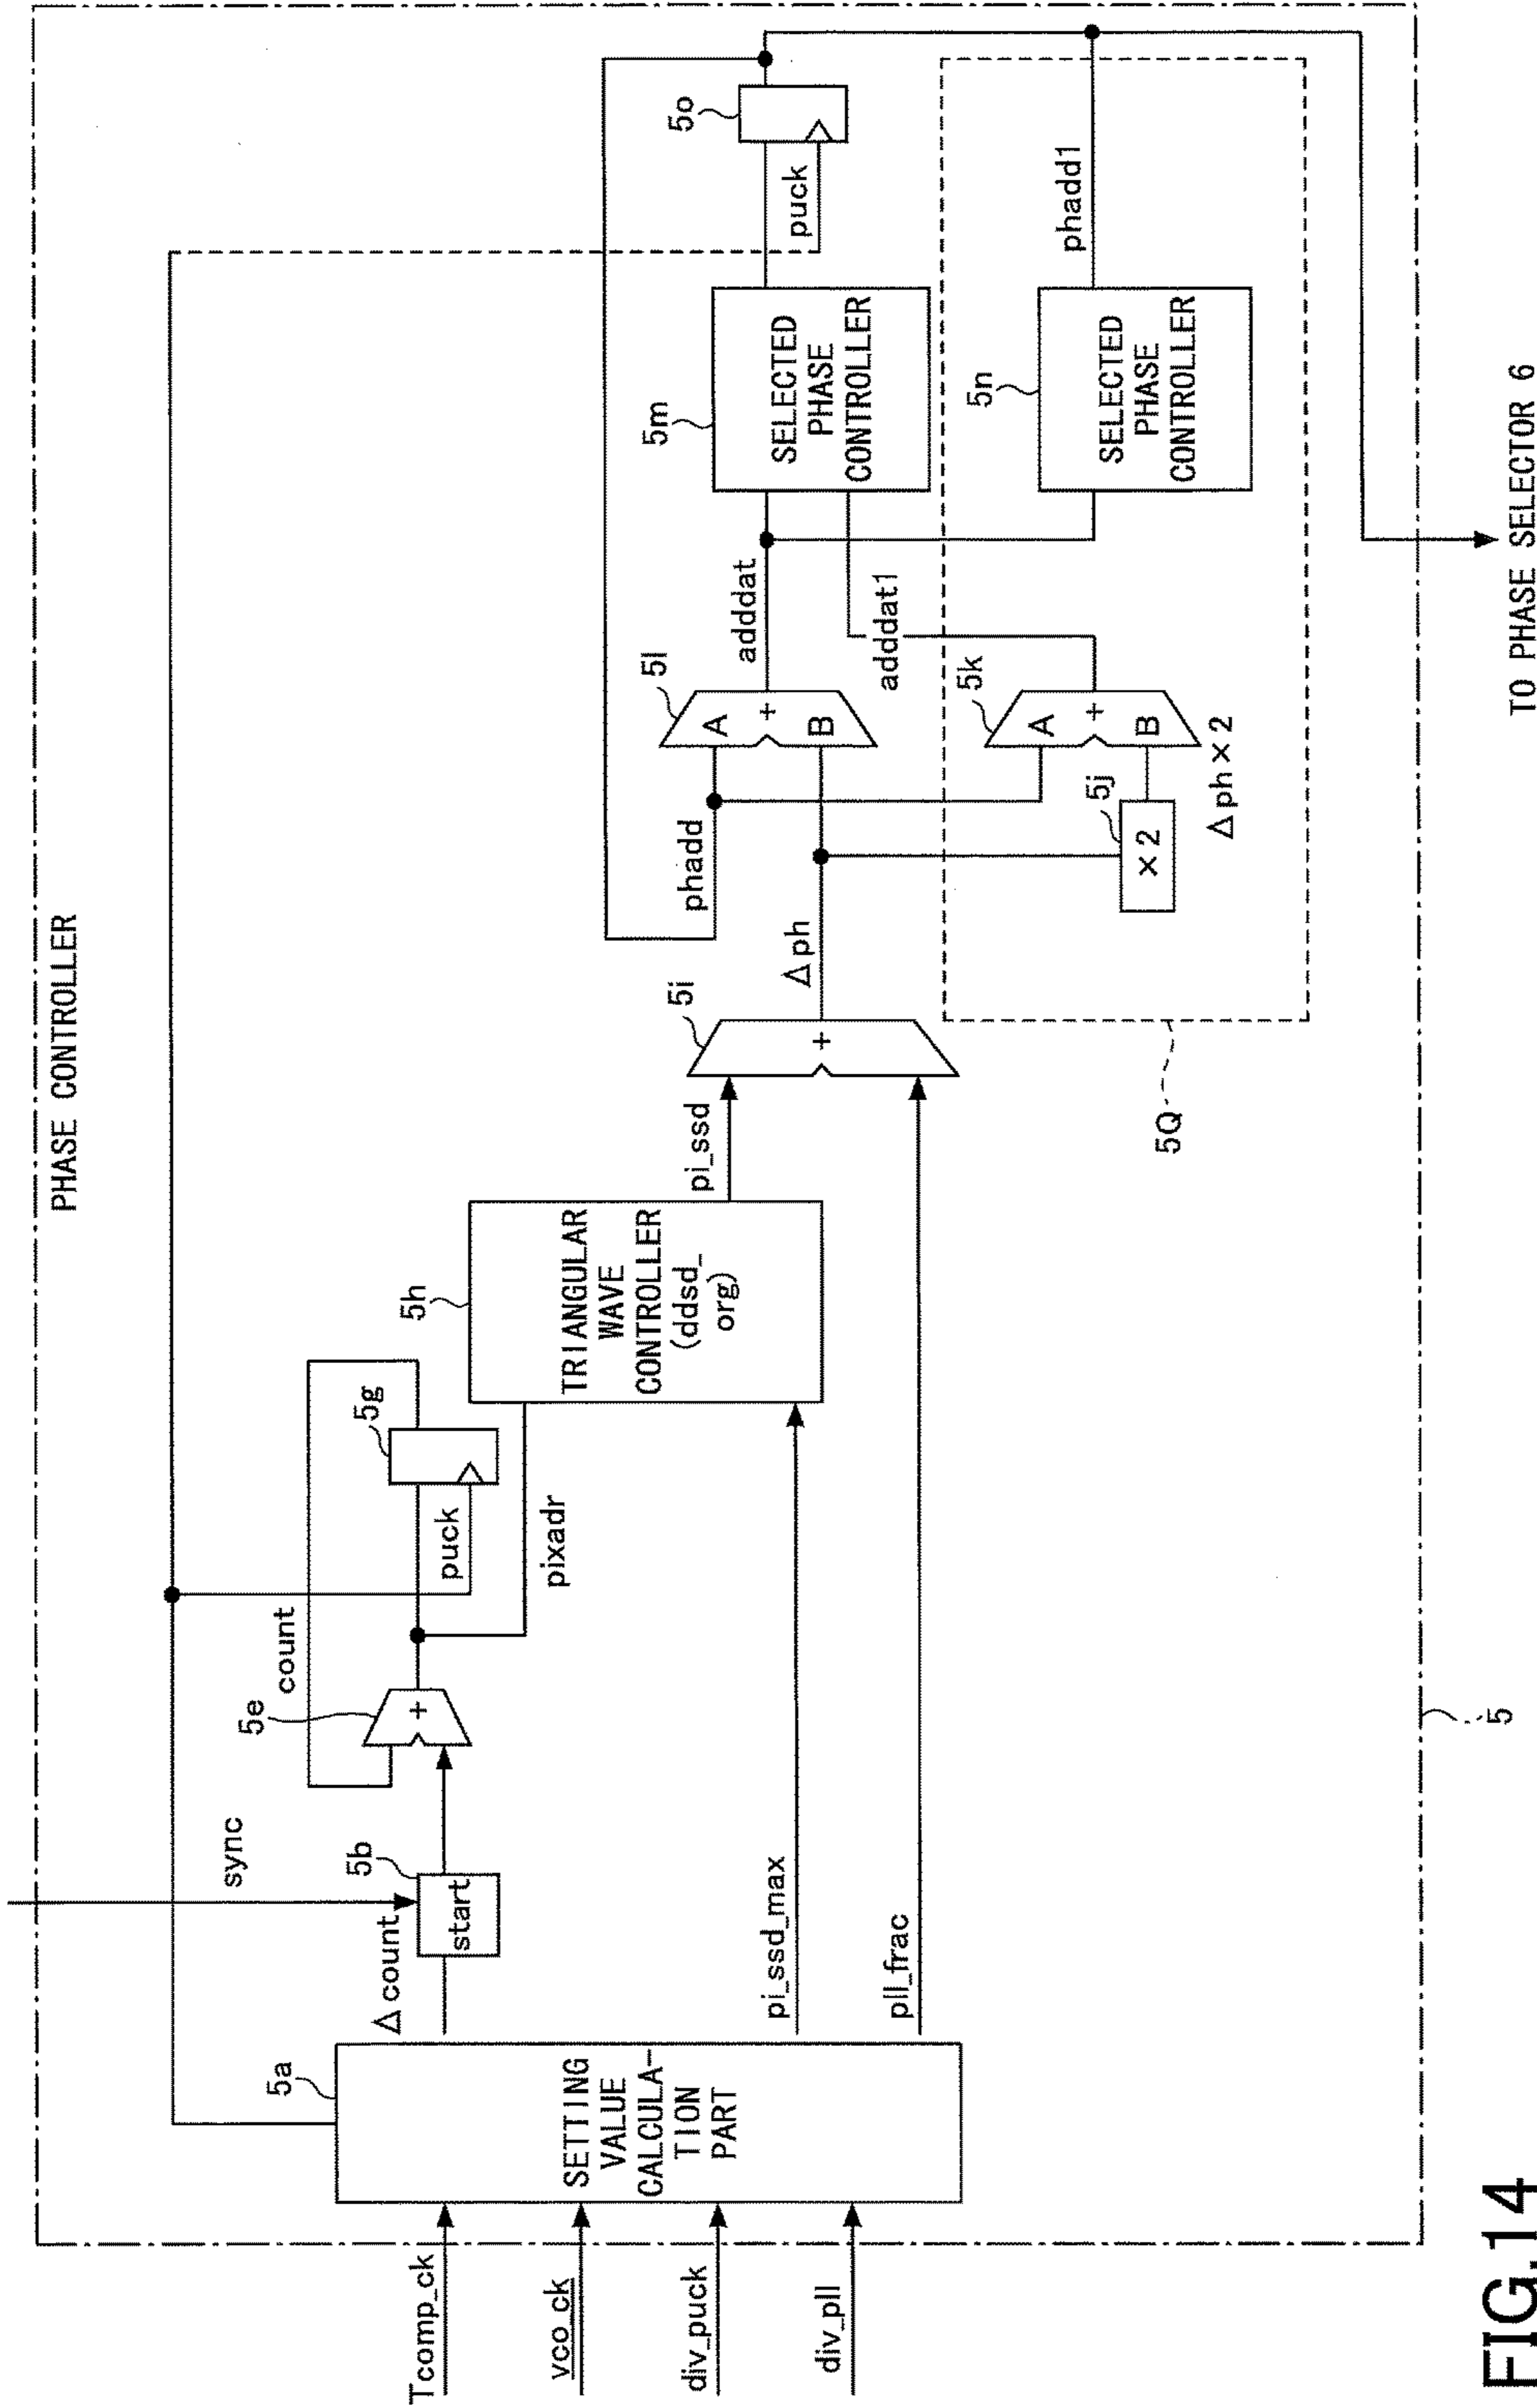 PHASE CONTROLLER
Tcomp_ck
vco_ck
div_puck
div_pll
5a
SETTING
VALUE
CALCULA-
TION
PART
Δcount
sync
5b
start
5e
count
puck
5g
pixadr
5h
TRIANGULAR
WAVE
CONTROLLER
(ddsd_
org)
pi_ssd_max
pll_frac
pi_ssd
5i
+
+
Δph
phadd
5l
A
+
B
adddat
adddat1
5j
×2
Δph×2
5k
A
+
B
5m
SELECTED
PHASE
CONTROLLER
5n
SELECTED
PHASE
CONTROLLER
puck
5o
phadd1
5Q
5
TO PHASE SELECTOR 6
FIG.14